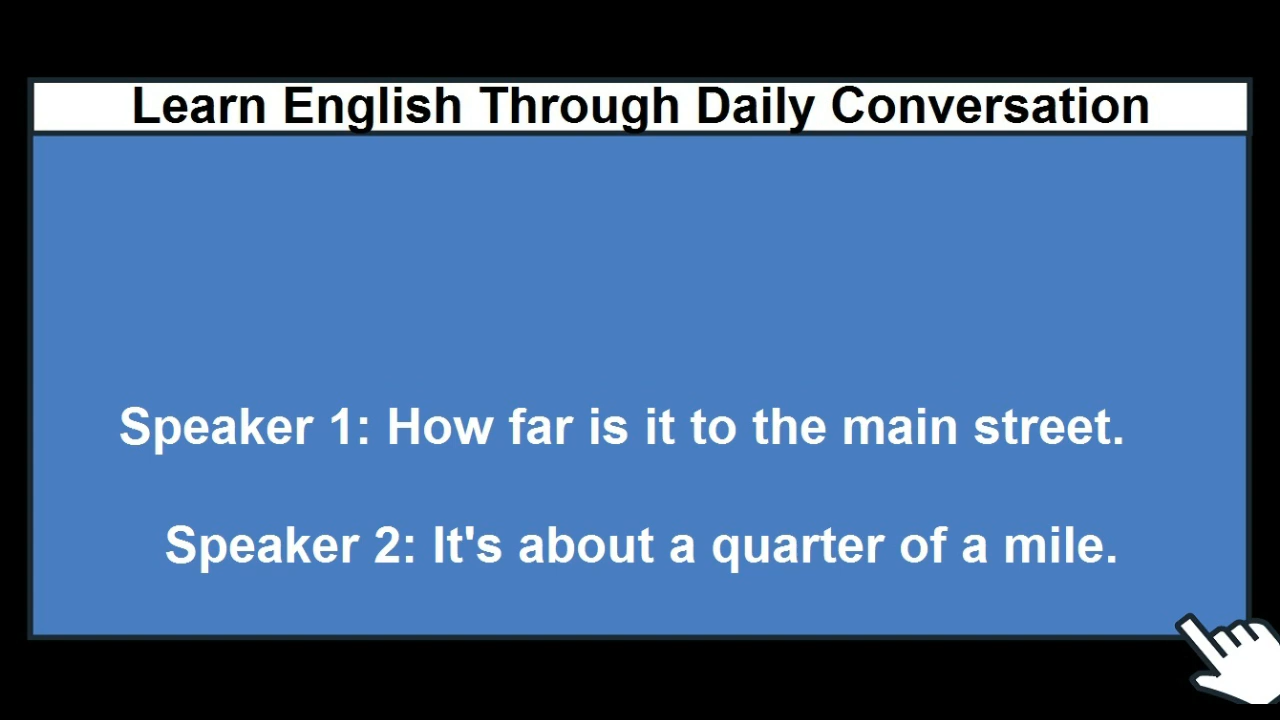 Learn English Through Daily Conversation
Speaker 1: How far is it to the main street.
Speaker 2: It's about a quarter of a mile.